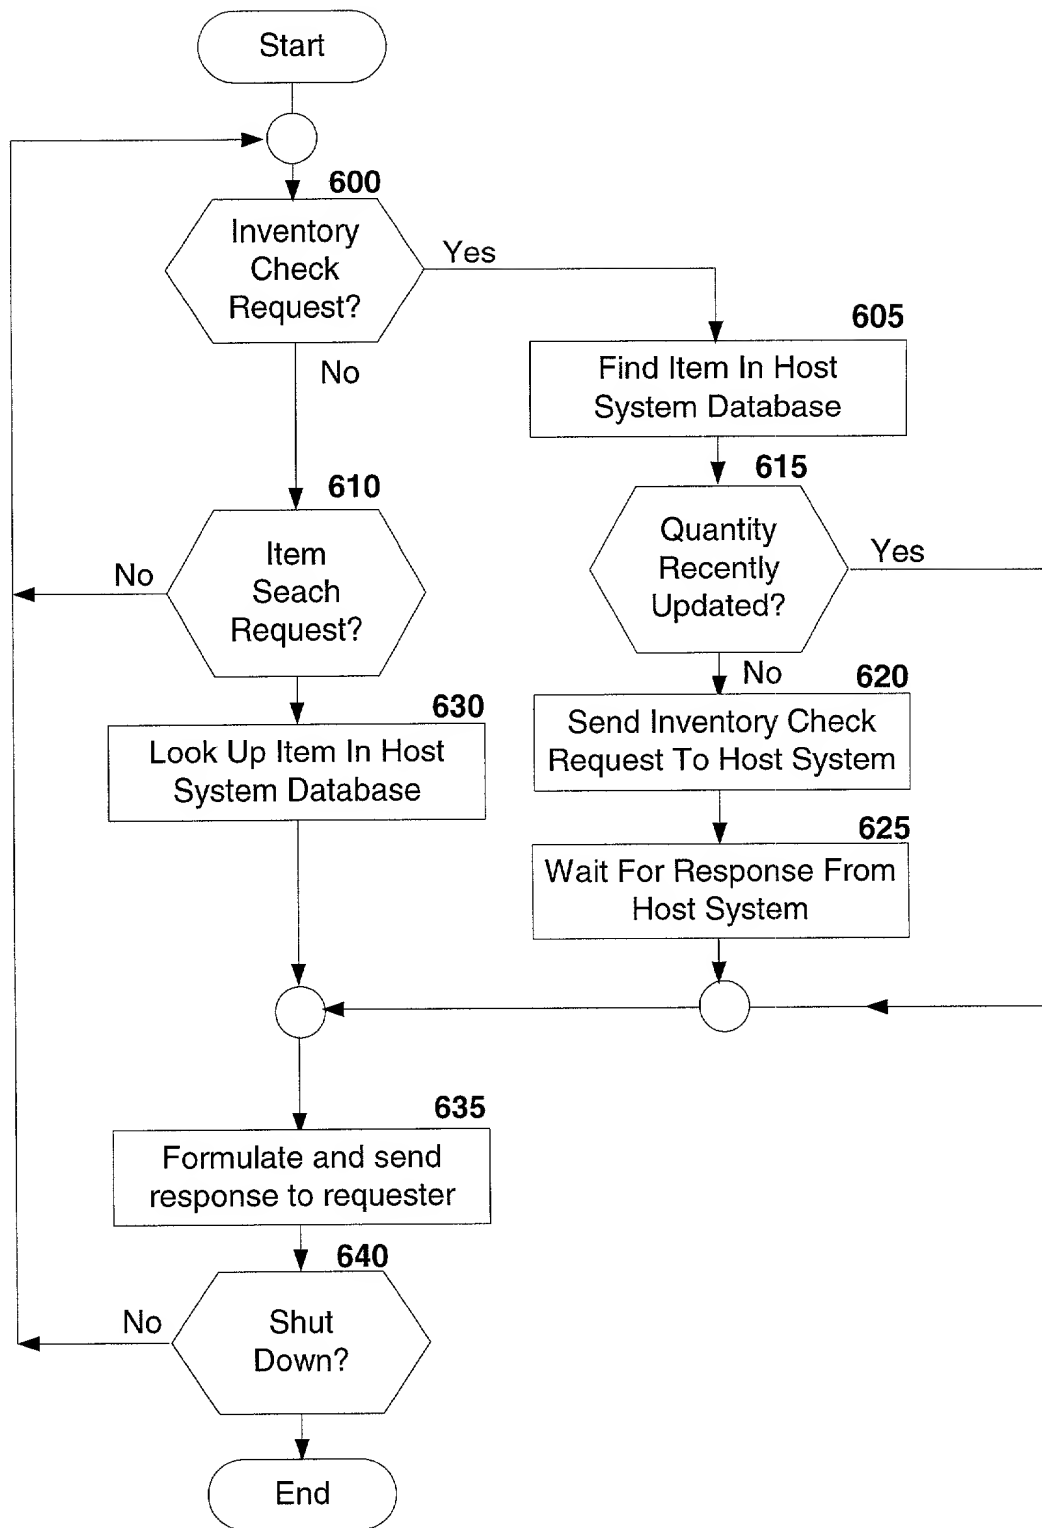 Start
600
Inventory
Check
Request?
Yes
No
605
Find Item In Host
System Database
610
Item
Seach
Request?
No
615
Quantity
Recently
Updated?
Yes
No
620
Send Inventory Check
Request To Host System
630
Look Up Item In Host
System Database
625
Wait For Response From
Host System
635
Formulate and send
response to requester
640
Shut
Down?
No
End